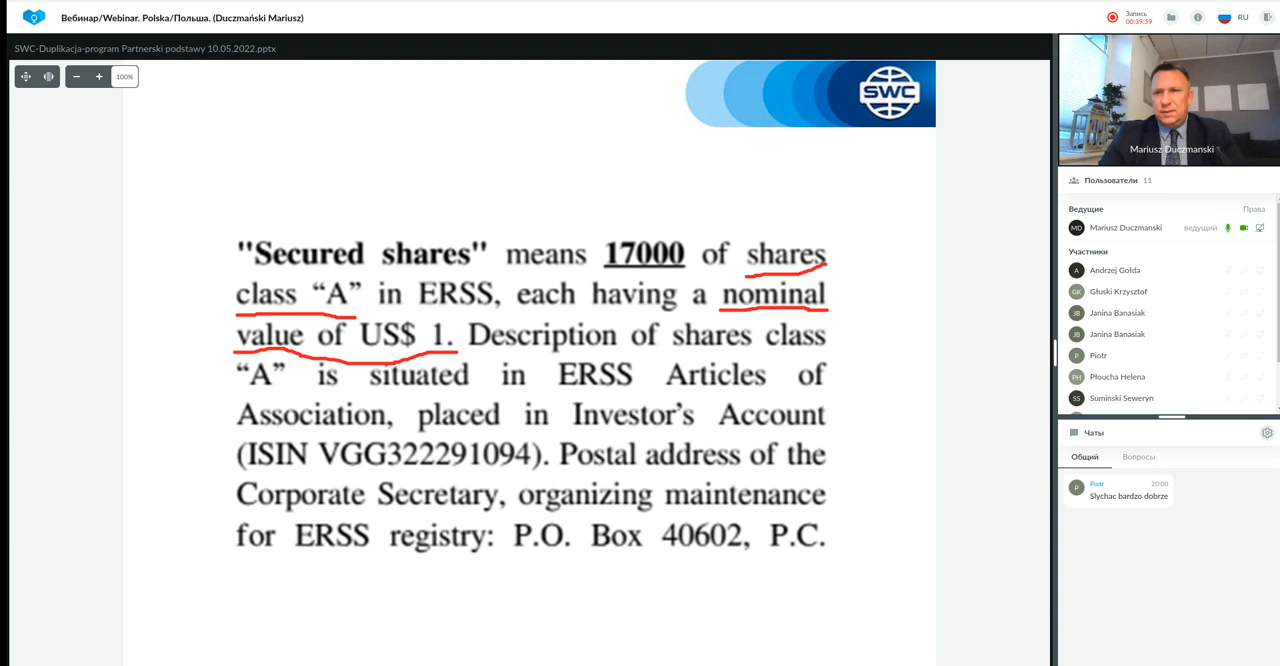 Вебинар/Webinar. Polska/Польша. (Duczmański Mariusz)
Запись
00:39:59
RU
SWC-Duplikacja-program Partnerski podstawy 10.05.2022.pptx
100%
SWC
"Secured shares" means 17000 of shares
class “A” in ERSS, each having a nominal
value of US$ 1. Description of shares class
“A” is situated in ERSS Articles of
Association, placed in Investor’s Account
(ISIN VGG322291094). Postal address of the
Corporate Secretary, organizing maintenance
for ERSS registry: P.O. Box 40602, P.C.
Mariusz Duczmanski
Пользователи 11
Ведущие Права
MD Mariusz Duczmanski ведущий
Участники
A Andrzej Gołda
GK Głuski Krzysztof
JB Janina Banasiak
JB Janina Banasiak
P Piotr
PH Płoucha Helena
SS Suminski Seweryn
Чаты
Общий Вопросы
P Piotr 20:00
Slychac bardzo dobrze